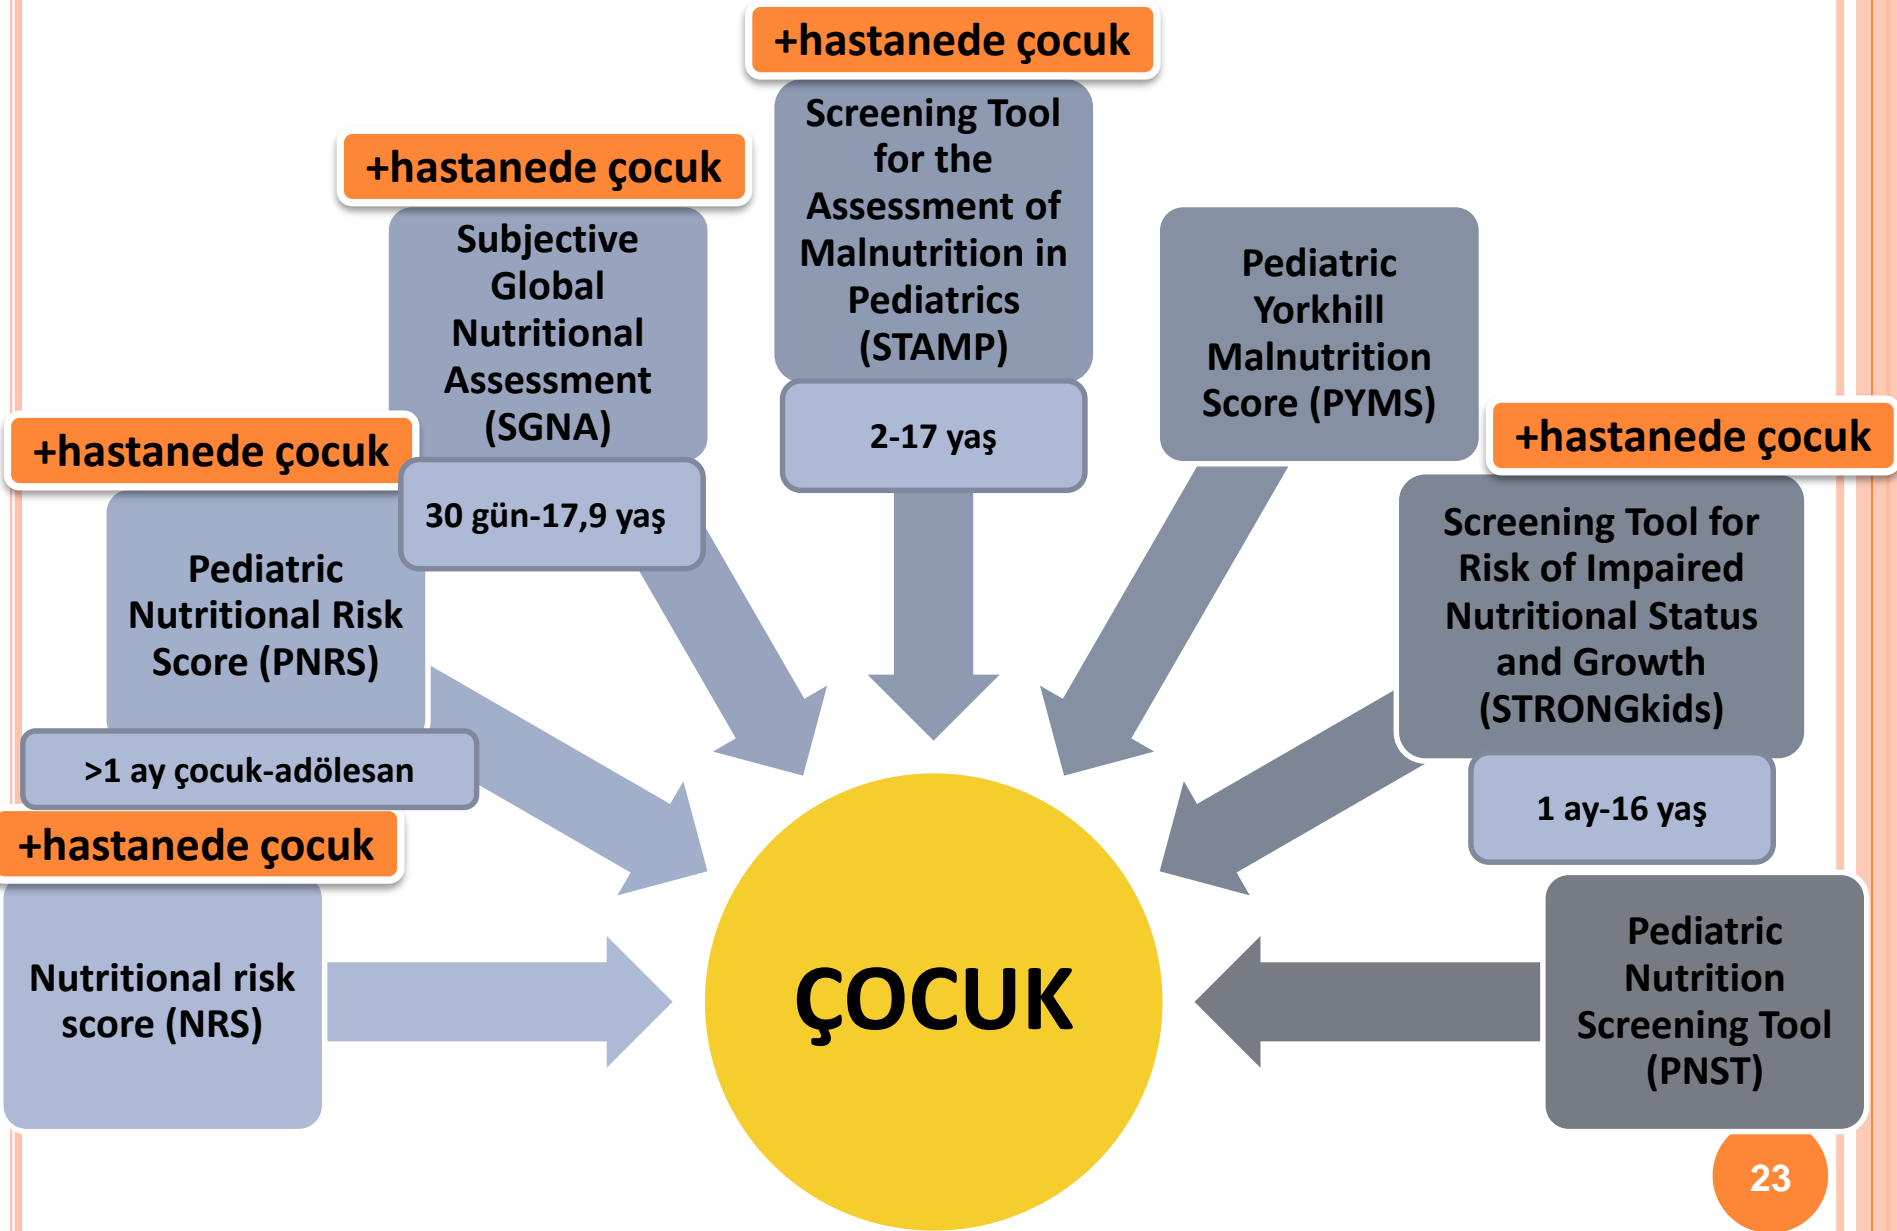 +hastanede çocuk
Nutritional risk
score (NRS)
+hastanede çocuk
Pediatric
Nutritional Risk
Score (PNRS)
>1 ay çocuk-adölesan
+hastanede çocuk
Subjective
Global
Nutritional
Assessment
(SGNA)
30 gün-17,9 yaş
+hastanede çocuk
Screening Tool
for the
Assessment of
Malnutrition in
Pediatrics
(STAMP)
2-17 yaş
Pediatric
Yorkhill
Malnutrition
Score (PYMS)
+hastanede çocuk
Screening Tool for
Risk of Impaired
Nutritional Status
and Growth
(STRONGkids)
1 ay-16 yaş
Pediatric
Nutrition
Screening Tool
(PNST)
ÇOCUK
23